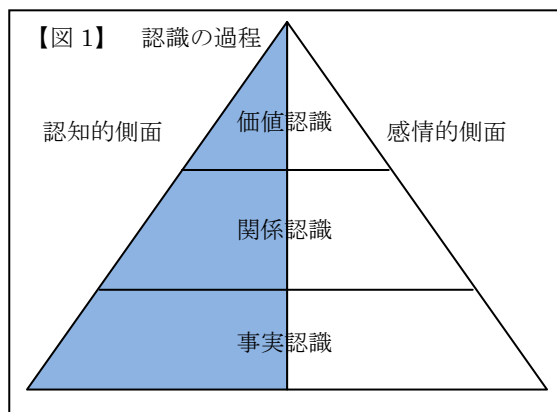 【図 1】 認識の過程
認知的側面
価値認識
感情的側面
関係認識
事実認識